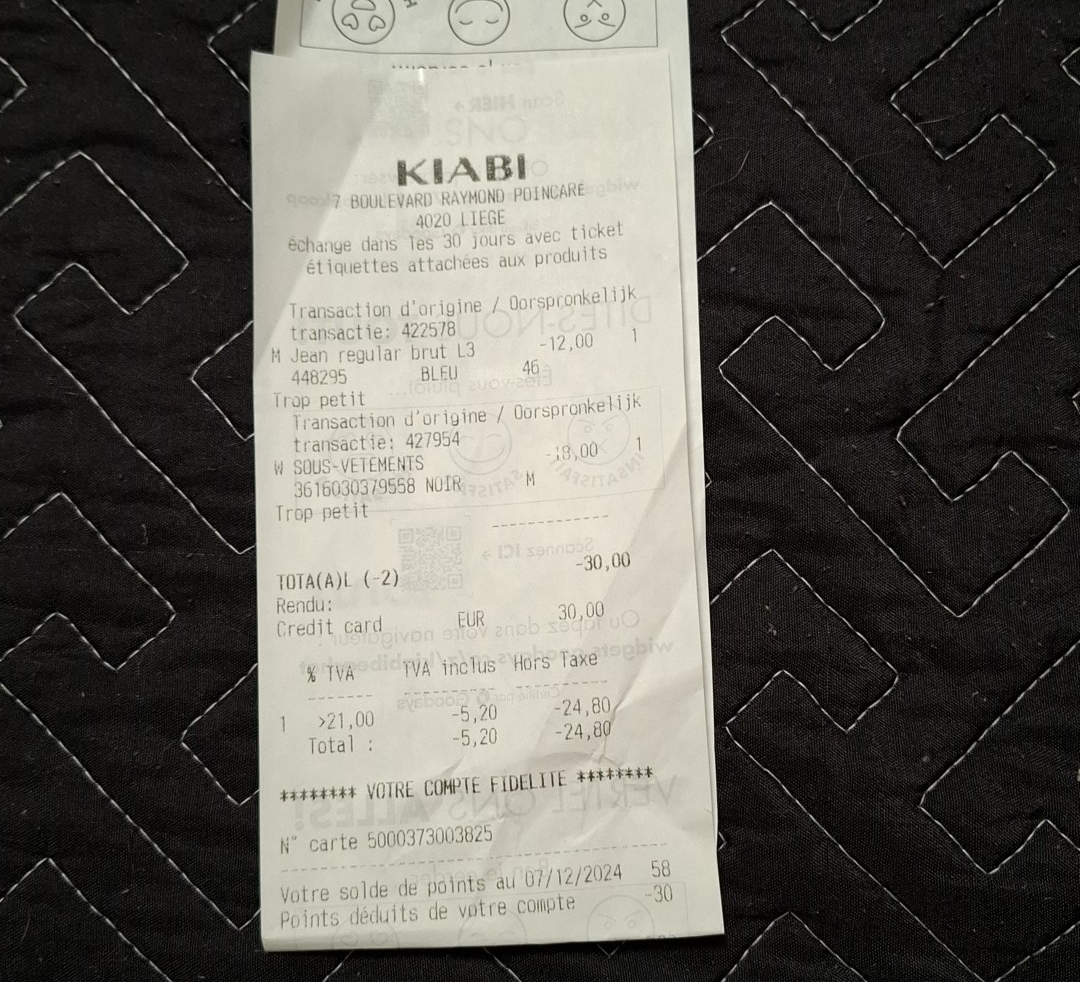 KIABI
7 BOULEVARD RAYMOND POINCARE
4020 LIEGE
échange dans les 30 jours avec ticket
étiquettes attachées aux produits
Transaction d'origine / Oorspronkelijk
transactie: 422578
M Jean regular brut L3 -12,00 1
448295 BLEU 46
Trop petit
Transaction d'origine / Oorspronkelijk
transactie: 427954
W SOUS-VETEMENTS -18,00 1
3616030379558 NOIR M
Trop petit
TOTA(A)L (-2) -30,00
Rendu:
Credit card EUR 30,00
% TVA TVA inclus Hors Taxe
1 >21,00 -5,20 -24,80
Total : -5,20 -24,80
******** VOTRE COMPTE FIDELITE ********
N° carte 5000373003825
Votre solde de points au 07/12/2024 58
Points déduits de votre compte -30